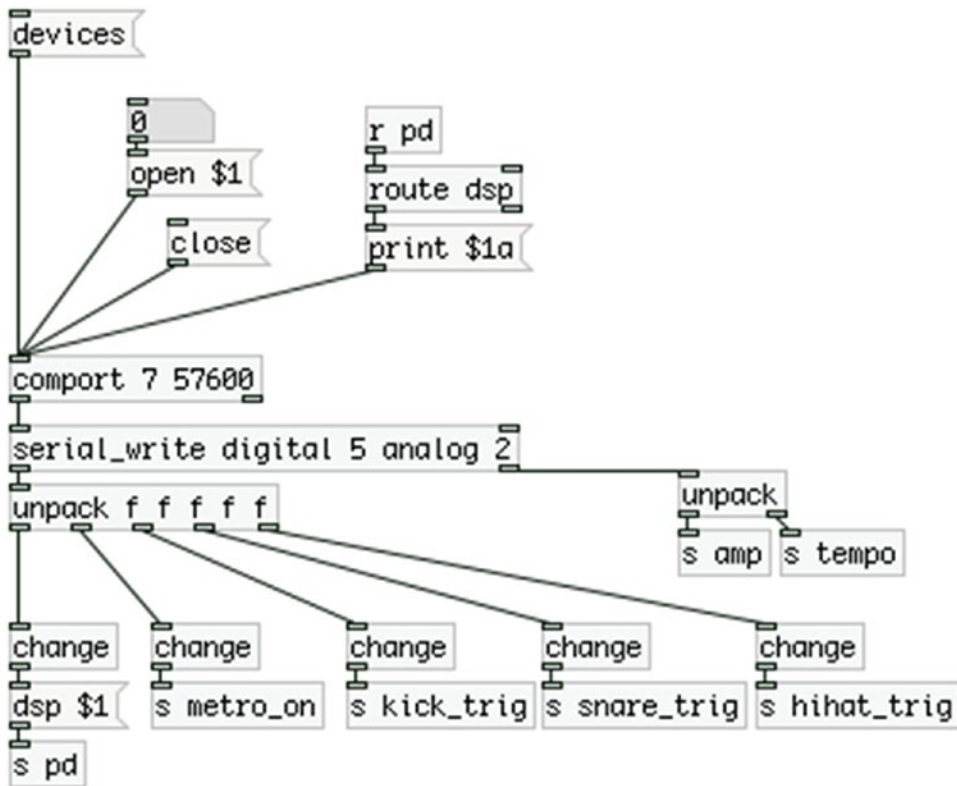 devices
0
open $1
close
r pd
route dsp
print $1a
comport 7 57600
serial_write digital 5 analog 2
unpack f f f f f
unpack
s amp
s tempo
change
change
change
change
change
dsp $1
s metro_on
s kick_trig
s snare_trig
s hihat_trig
s pd